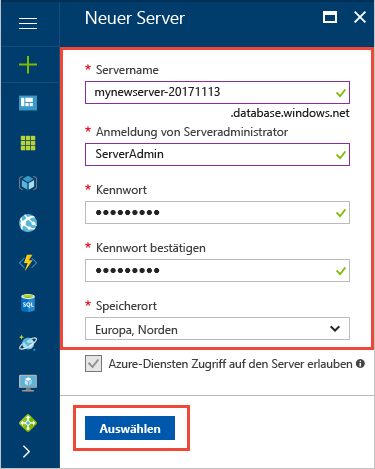 Neuer Server
* Servername
mynewserver-20171113
.database.windows.net
* Anmeldung von Serveradministrator
ServerAdmin
* Kennwort
•••••••••
* Kennwort bestätigen
•••••••••
* Speicherort
Europa, Norden
Azure-Diensten Zugriff auf den Server erlauben
Auswählen
SQL